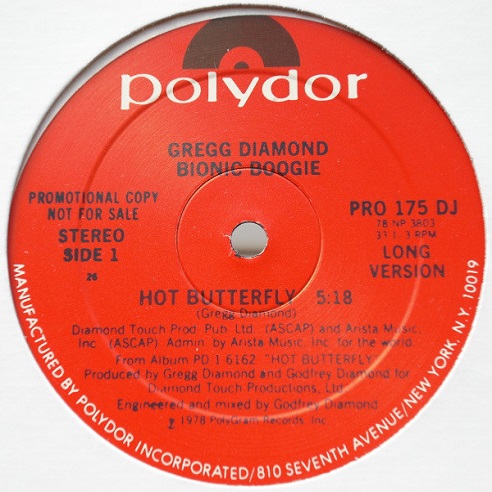 polydor
GREGG DIAMOND
BIONIC BOOGIE
PROMOTIONAL COPY
NOT FOR SALE
STEREO
SIDE 1
26
PRO 175 DJ
78 NP 3803
33 1-3 RPM
LONG
VERSION
HOT BUTTERFLY 5:18
(Gregg Diamond)
Diamond Touch Prod. Pub. Ltd. (ASCAP) and Arista Music,
Inc. (ASCAP) Admin. by Arista Music, Inc. for the world.
From Album PD 1 6162 "HOT BUTTERFLY"
Produced by Gregg Diamond and Godfrey Diamond for
Diamond Touch Productions, Ltd.
Engineered and mixed by Godfrey Diamond
1978 PolyGram Records, Inc.
MANUFACTURED BY POLYDOR INCORPORATED/810 SEVENTH AVENUE/NEW YORK, N.Y. 10019